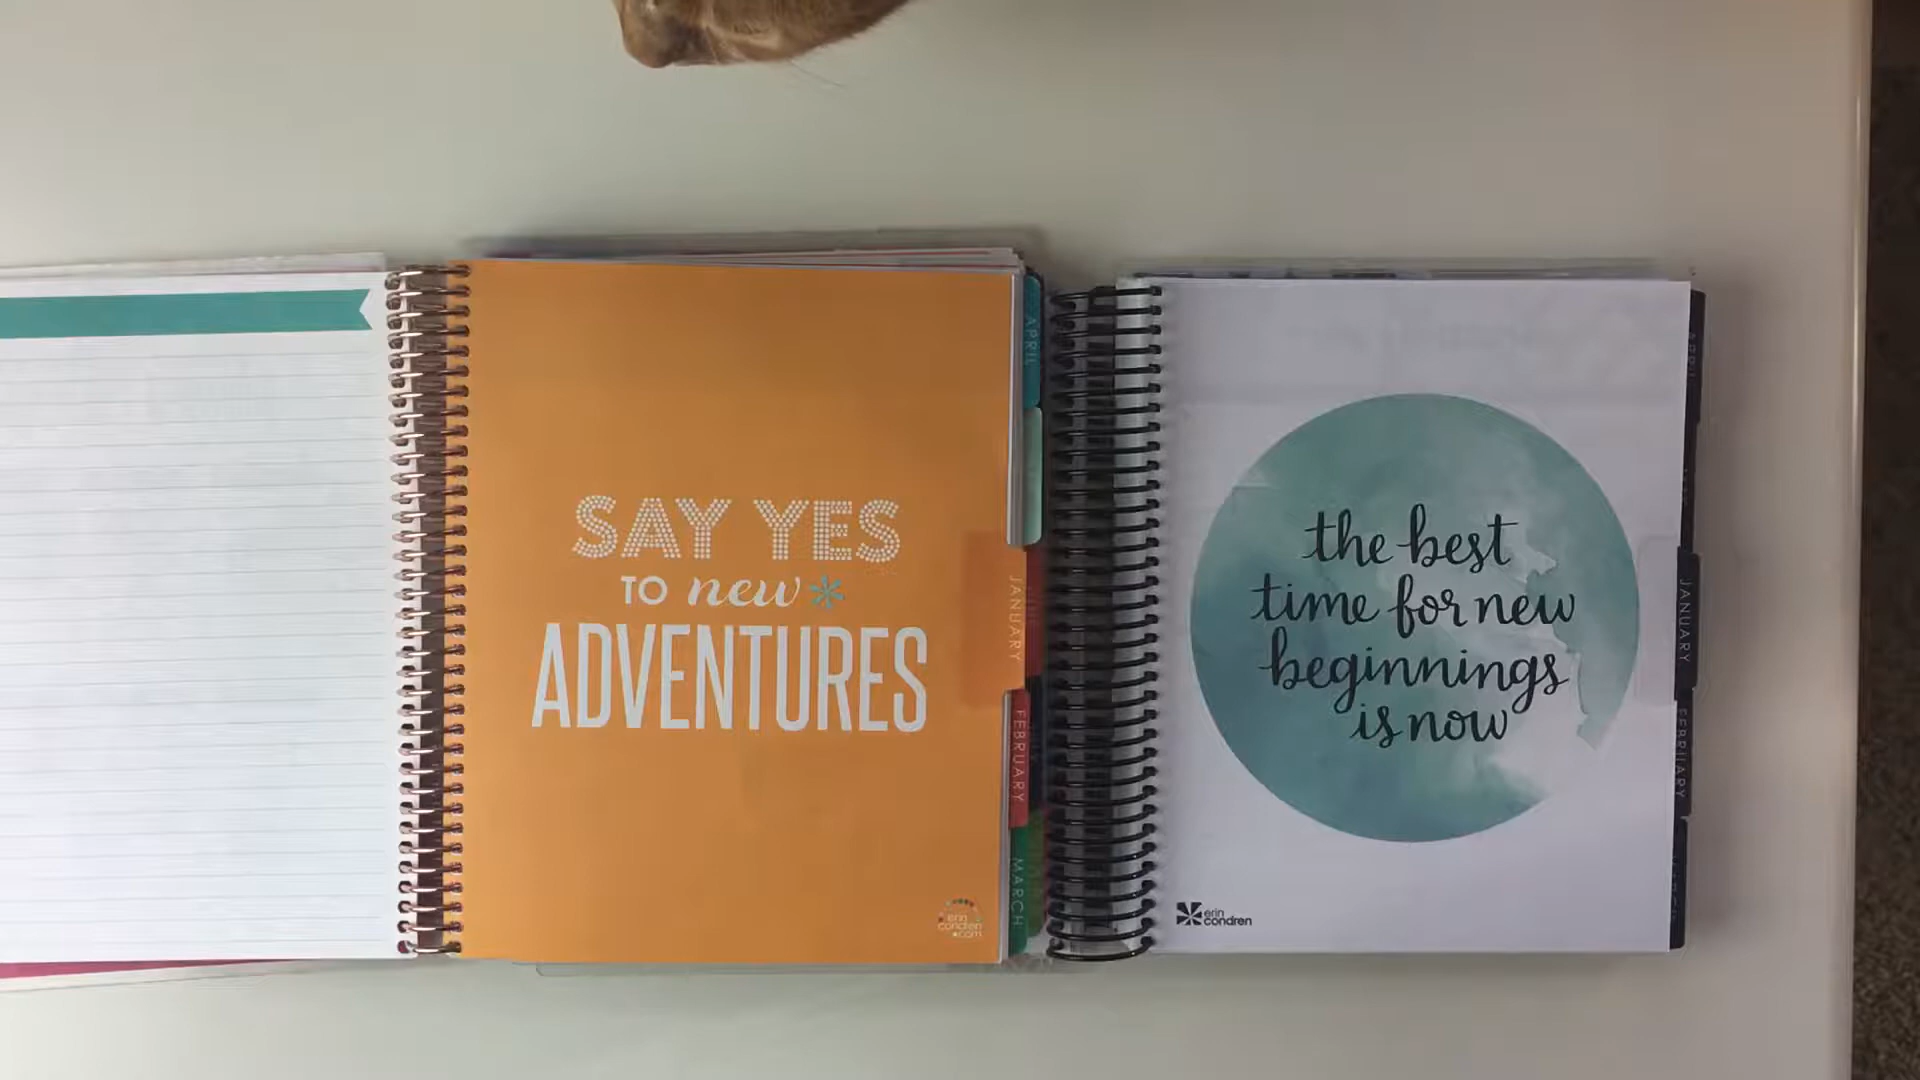 SAY YES
TO new
ADVENTURES
erin
condren
.com
APRIL
JANUARY
FEBRUARY
MARCH
the best
time for new
beginnings
is now
erin
condren
APRIL
JANUARY
FEBRUARY